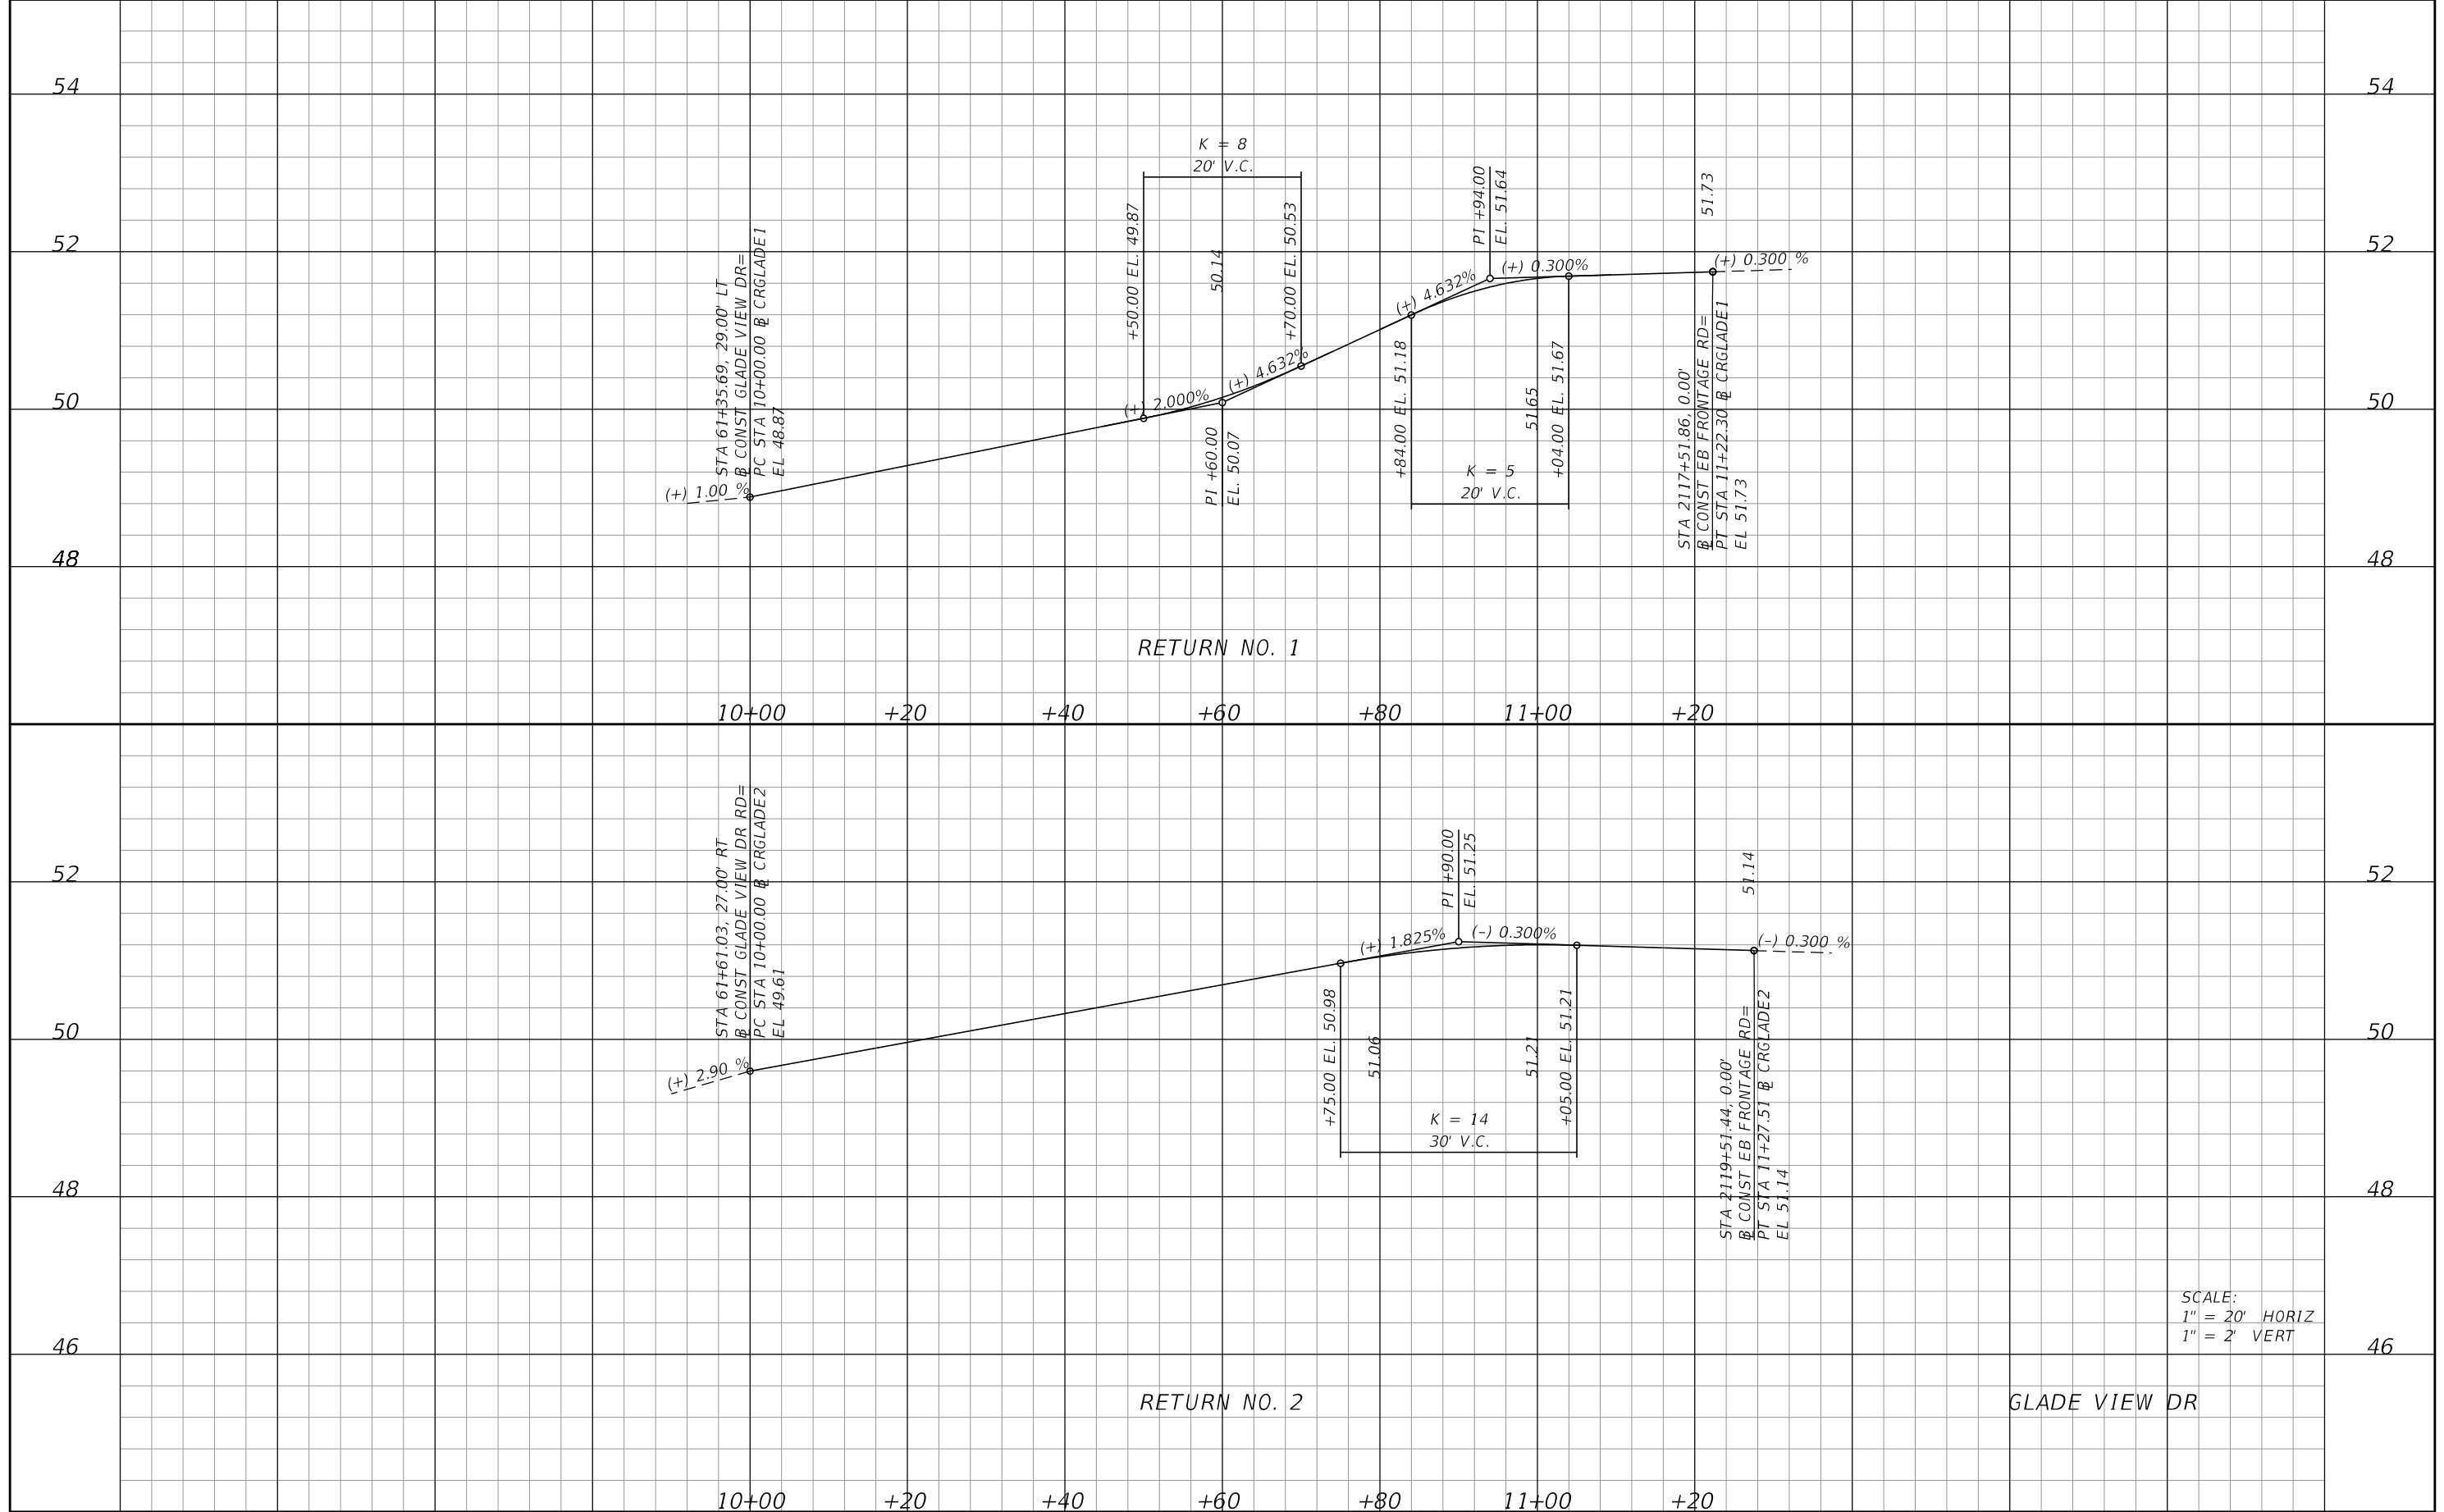 54
54
K = 8
20' V.C.
52
52
STA 61+35.69, 29.00' LT
B CONST GLADE VIEW DR=
PC STA 10+00.00 B CRGLADE1
EL 48.87
+50.00 EL. 49.87
50.14
+70.00 EL. 50.53
PI +94.00
EL. 51.64
51.73
(+) 1.00 %
(+) 2.000%
(+) 4.632%
(+) 4.632%
(+) 0.300%
(+) 0.300 %
50
50
PI +60.00
EL. 50.07
+84.00 EL. 51.18
51.65
+04.00 EL. 51.67
K = 5
20' V.C.
STA 2117+51.86, 0.00'
B CONST EB FRONTAGE RD=
PT STA 11+22.30 B CRGLADE1
EL 51.73
48
48
RETURN NO. 1
10+00
+20
+40
+60
+80
11+00
+20
STA 61+61.03, 27.00' RT
B CONST GLADE VIEW DR RD=
PC STA 10+00.00 B CRGLADE2
EL 49.61
PI +90.00
EL. 51.25
51.14
52
52
(+) 2.90 %
(+) 1.825%
(-) 0.300%
(-) 0.300 %
50
50
+75.00 EL. 50.98
51.06
51.21
+05.00 EL. 51.21
K = 14
30' V.C.
STA 2119+51.44, 0.00'
B CONST EB FRONTAGE RD=
PT STA 11+27.51 B CRGLADE2
EL 51.14
48
48
SCALE:
1" = 20' HORIZ
1" = 2' VERT
46
46
RETURN NO. 2
GLADE VIEW DR
10+00
+20
+40
+60
+80
11+00
+20